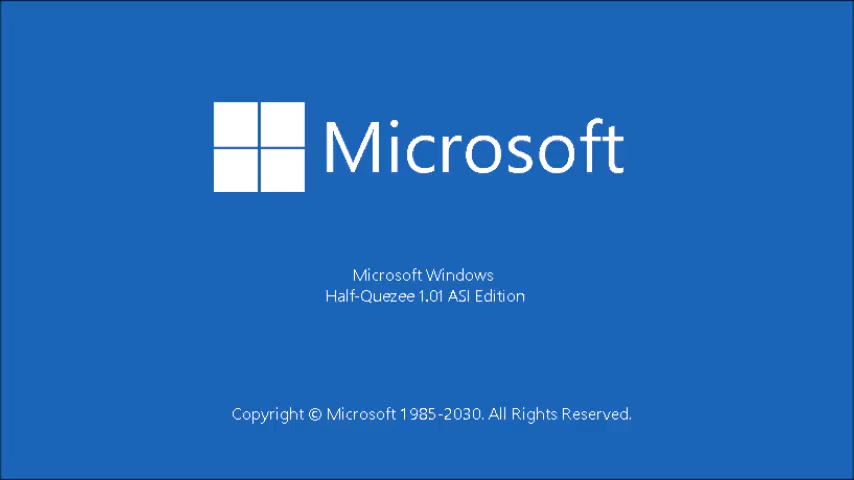 Microsoft
Microsoft Windows
Half-Quezee 1.01 ASI Edition
Copyright © Microsoft 1985-2030. All Rights Reserved.